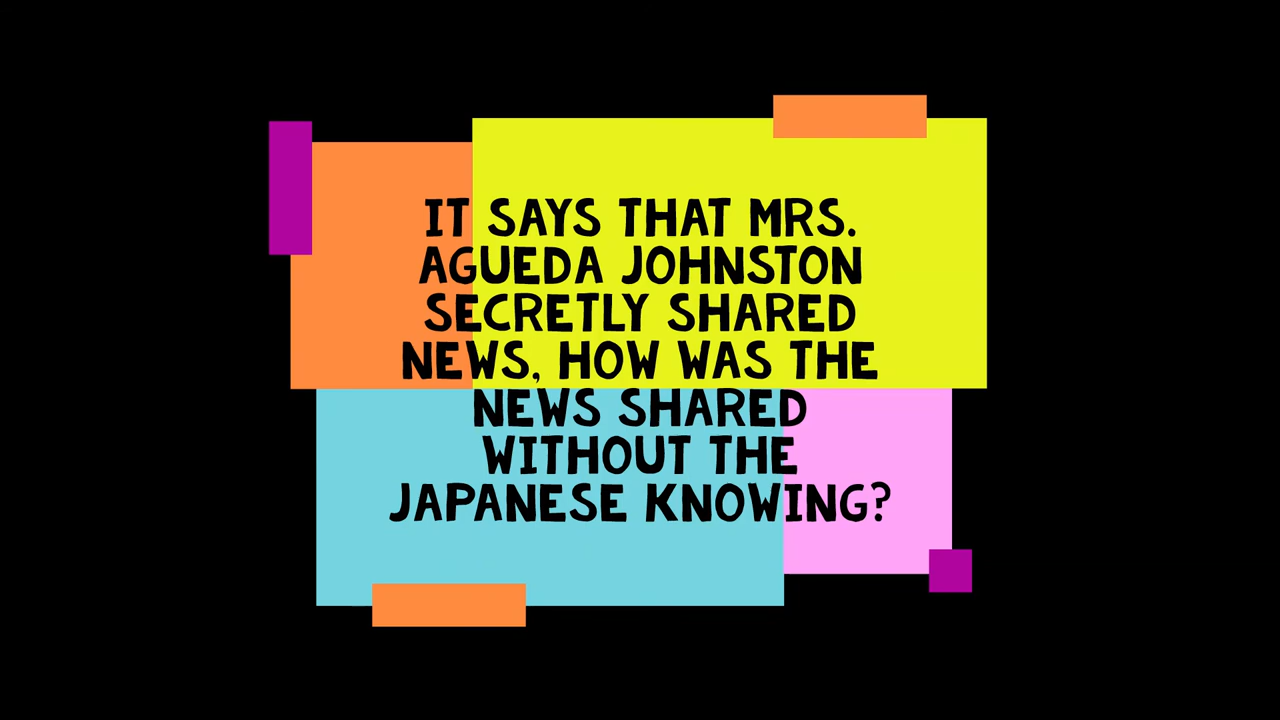 IT SAYS THAT MRS.
AGUEDA JOHNSTON
SECRETLY SHARED
NEWS, HOW WAS THE
NEWS SHARED
WITHOUT THE
JAPANESE KNOWING?